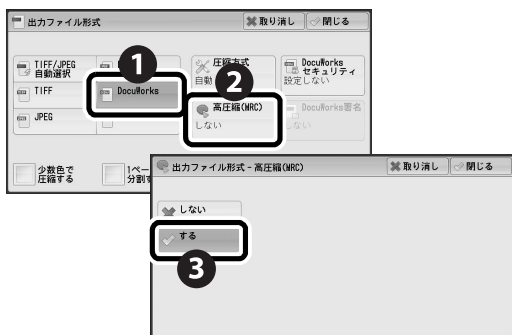 出力ファイル形式
取り消し
閉じる
TIFF/JPEG
自動選択
圧縮方式
自動
DocuWorks
セキュリティ
設定しない
TIFF
DocuWorks
高圧縮(MRC)
しない
DocuWorks署名
しない
JPEG
少数色で
圧縮する
1ペー
分割す
1
2
出力ファイル形式 - 高圧縮(MRC)
取り消し
閉じる
しない
する
3